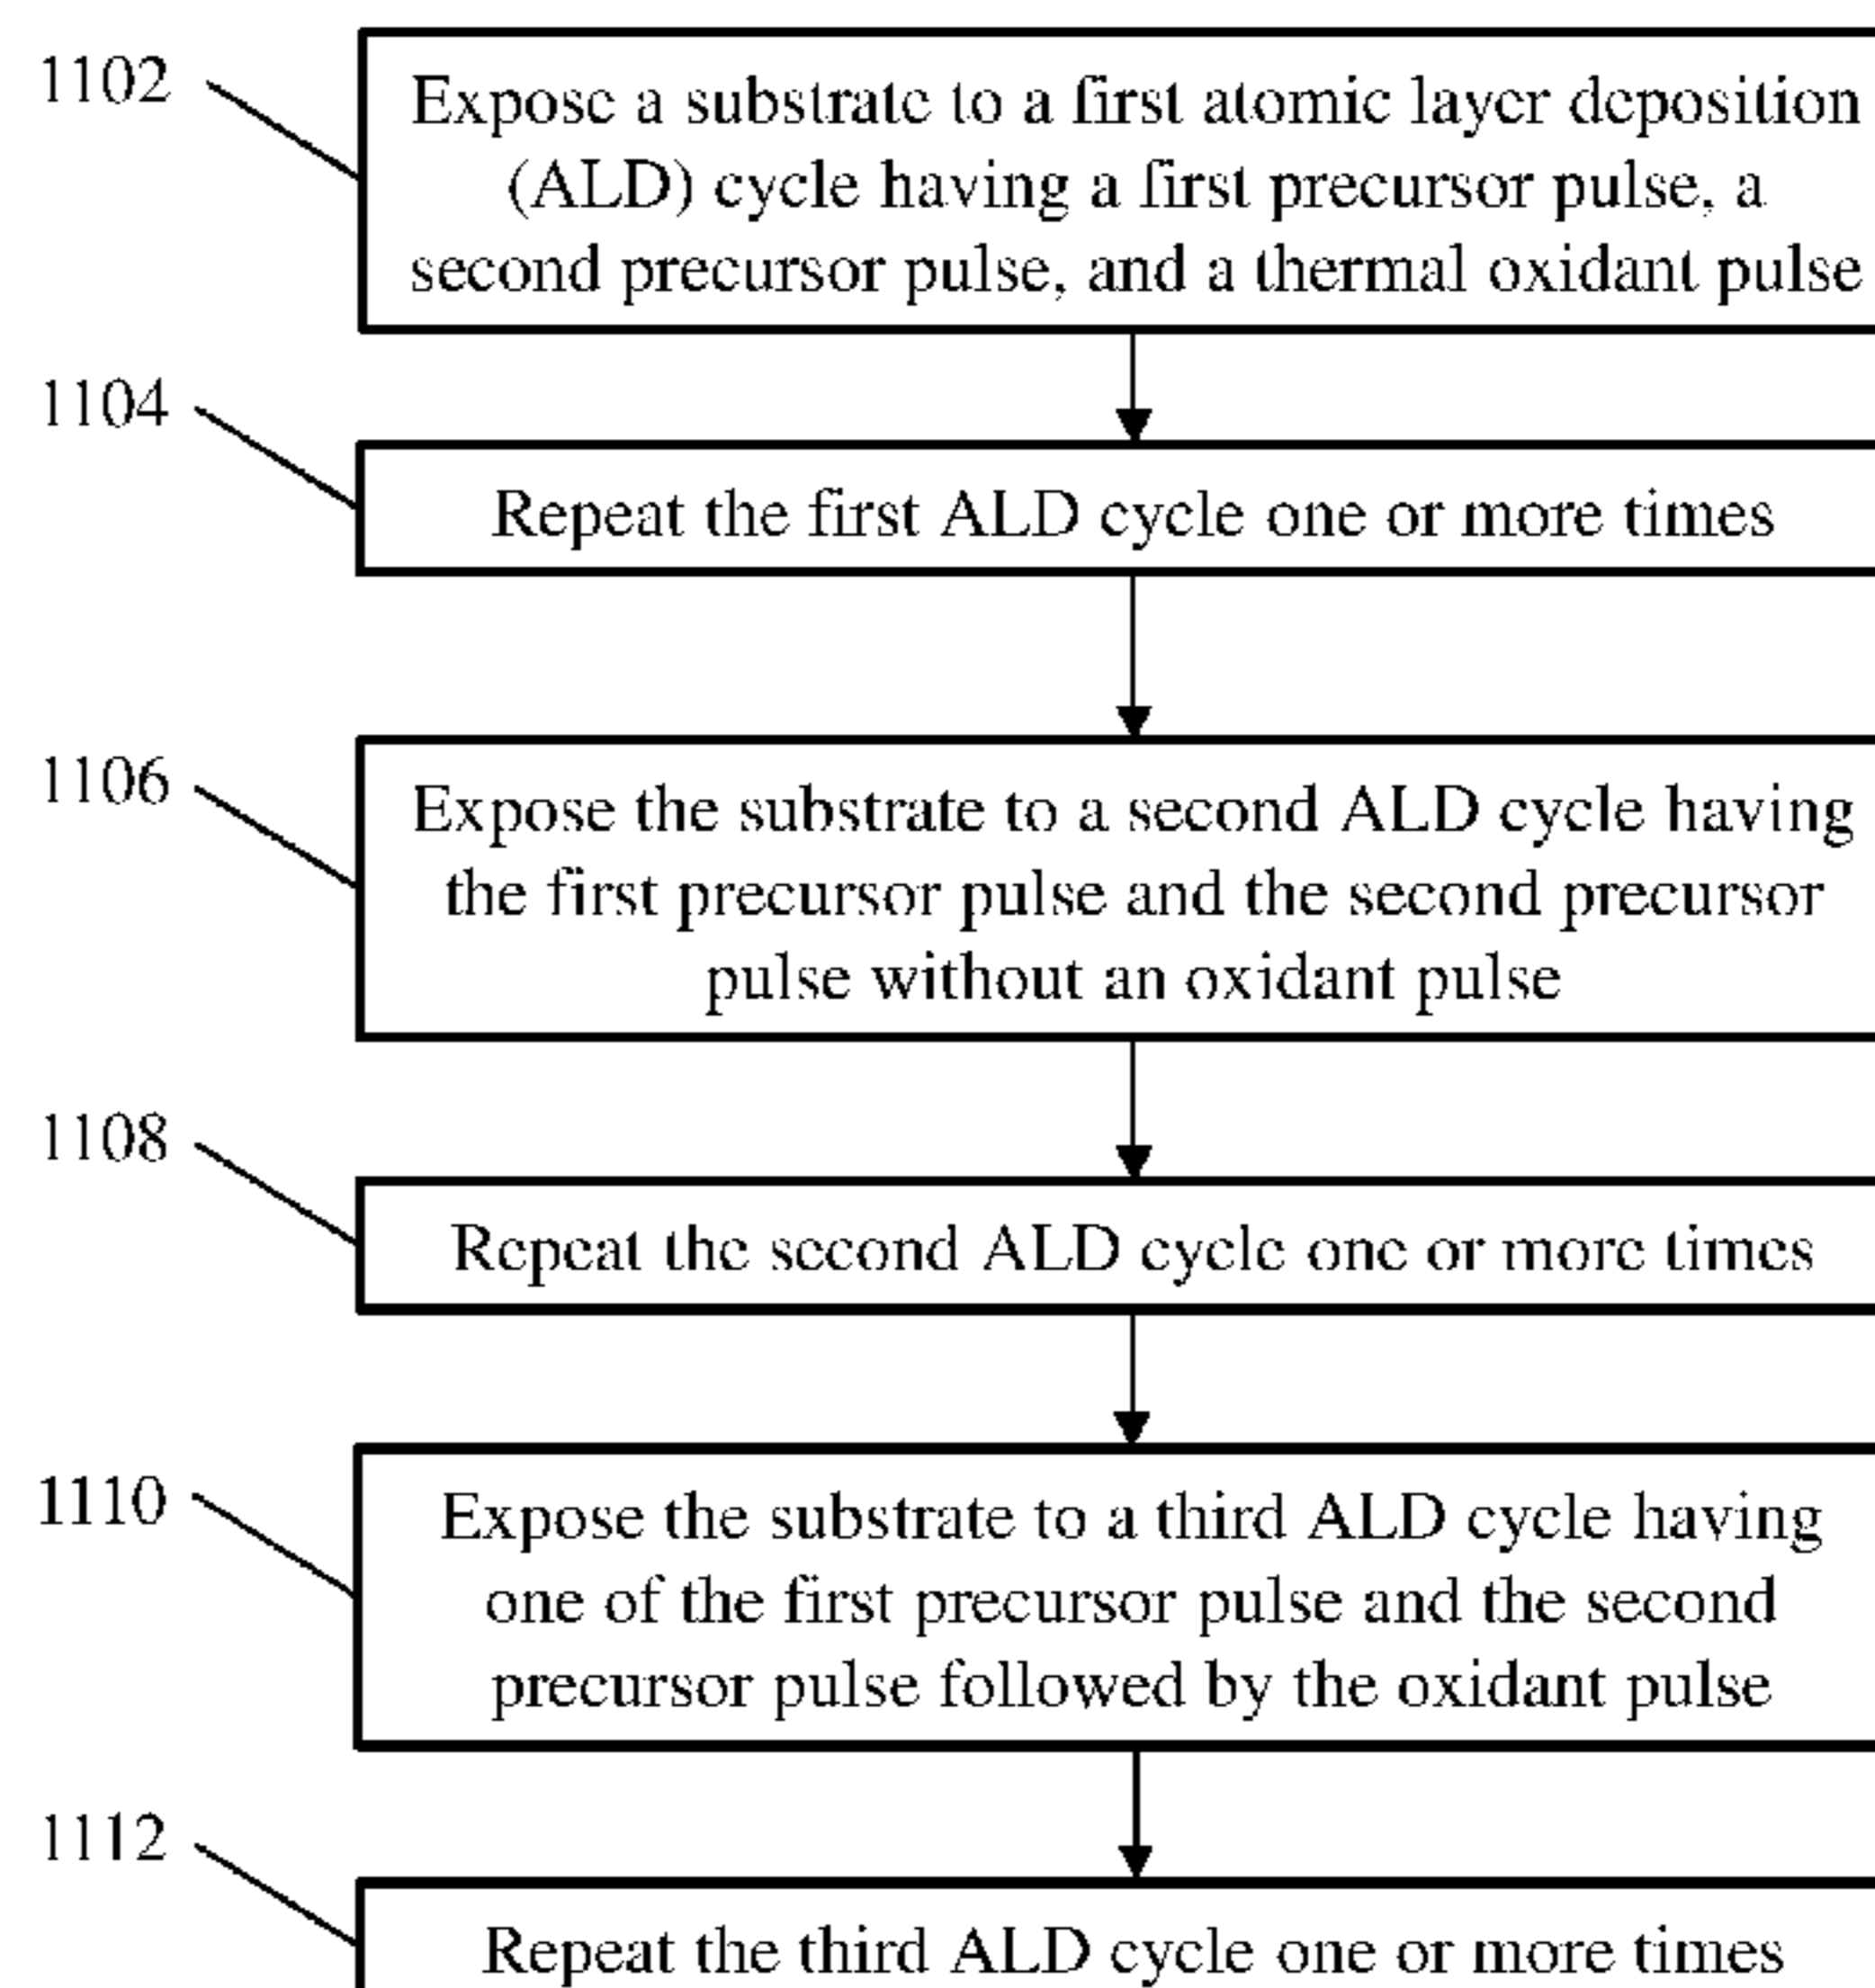 1102
Expose a substrate to a first atomic layer deposition
(ALD) cycle having a first precursor pulse, a
second precursor pulse, and a thermal oxidant pulse
1104
Repeat the first ALD cycle one or more times
1106
Expose the substrate to a second ALD cycle having
the first precursor pulse and the second precursor
pulse without an oxidant pulse
1108
Repeat the second ALD cycle one or more times
1110
Expose the substrate to a third ALD cycle having
one of the first precursor pulse and the second
precursor pulse followed by the oxidant pulse
1112
Repeat the third ALD cycle one or more times